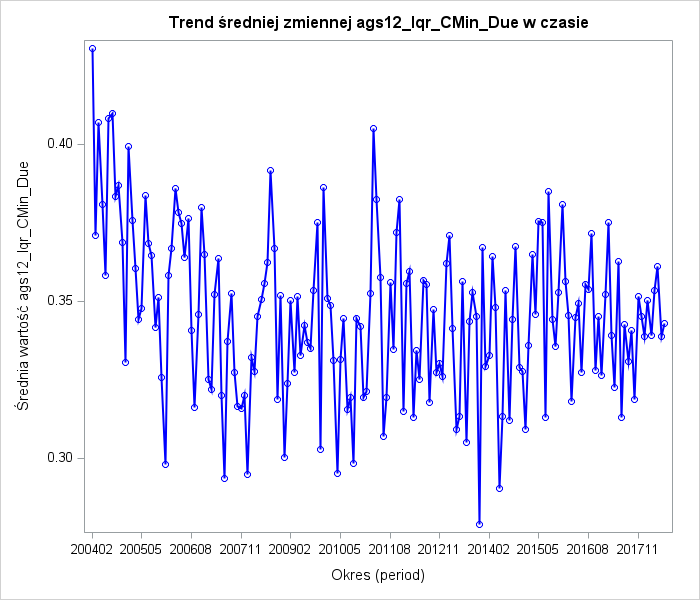 Trend średniej zmiennej ags12_Iqr_CMin_Due w czasie
Średnia wartość ags12_Iqr_CMin_Due
0.40
0.35
0.30
200402 200505 200608 200711 200902 201005 201108 201211 201402 201505 201608 201711
Okres (period)